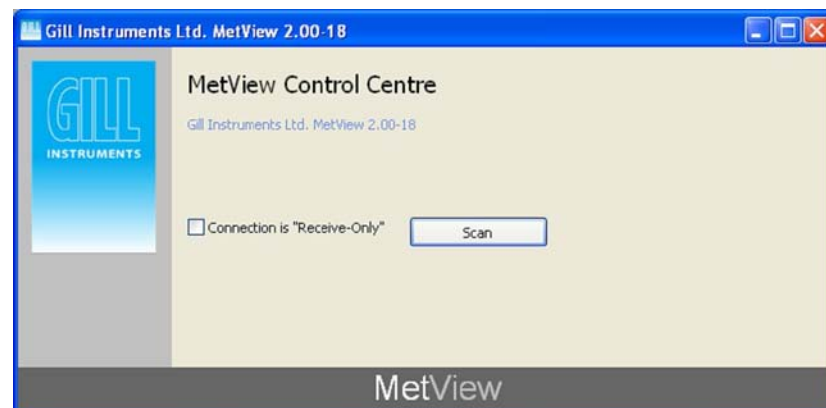 Gill Instruments Ltd. MetView 2.00-18
GILL
INSTRUMENTS
MetView Control Centre
Gill Instruments Ltd. MetView 2.00-18
Connection is "Receive-Only"
Scan
MetView